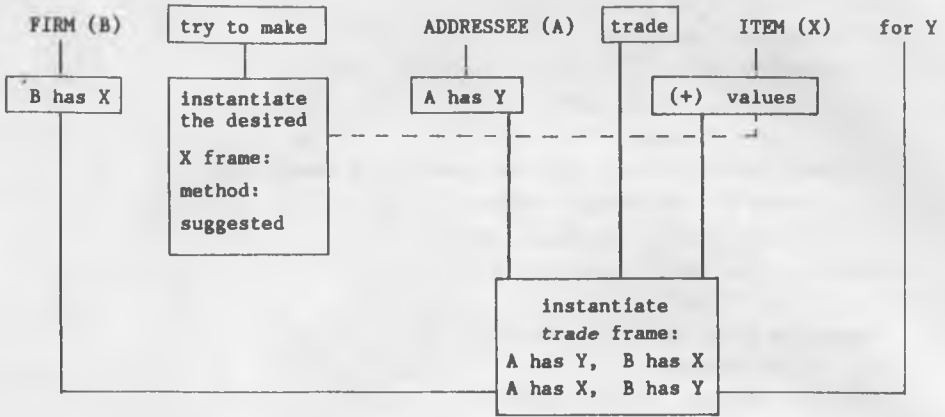 FIRM (B) try to make ADDRESSEE (A) trade ITEM (X) for Y
B has X
instantiate
the desired
X frame:
method:
suggested
A has Y
(+) values
instantiate
trade frame:
A has Y, B has X
A has X, B has Y